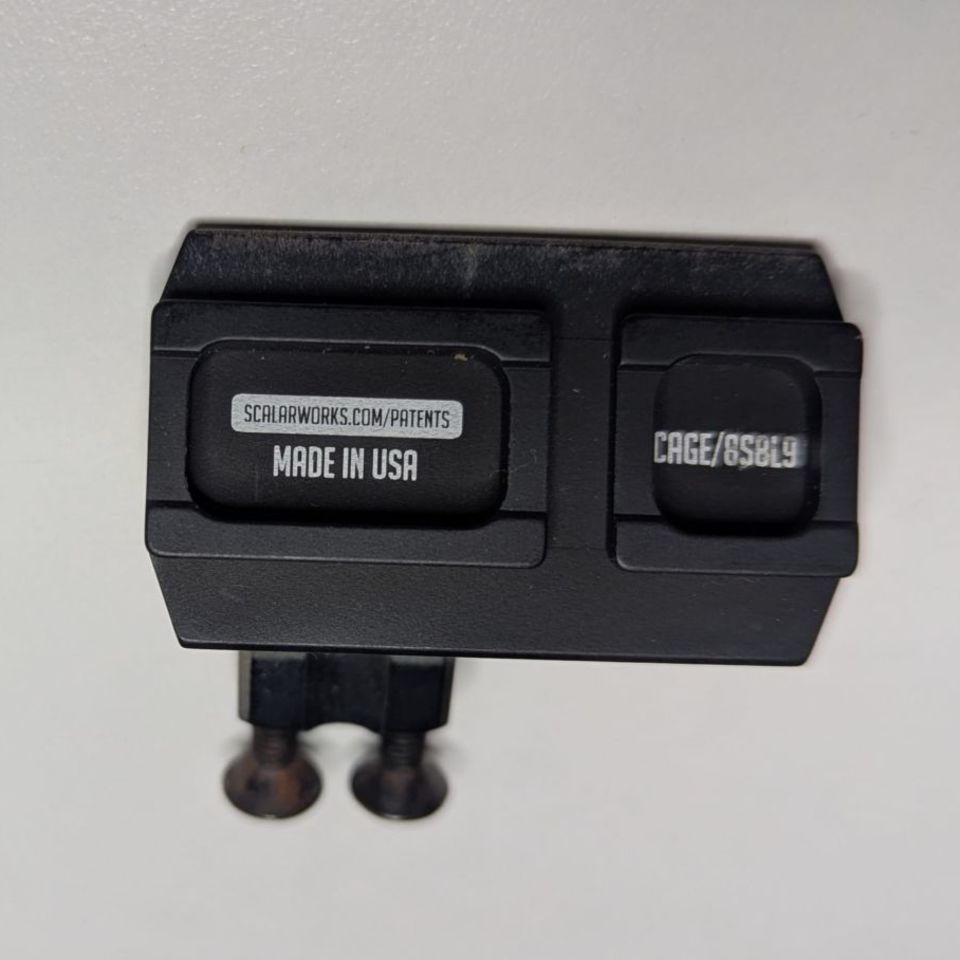 SCALARWORKS.COM/PATENTS
MADE IN USA
CAGE/8S8L9